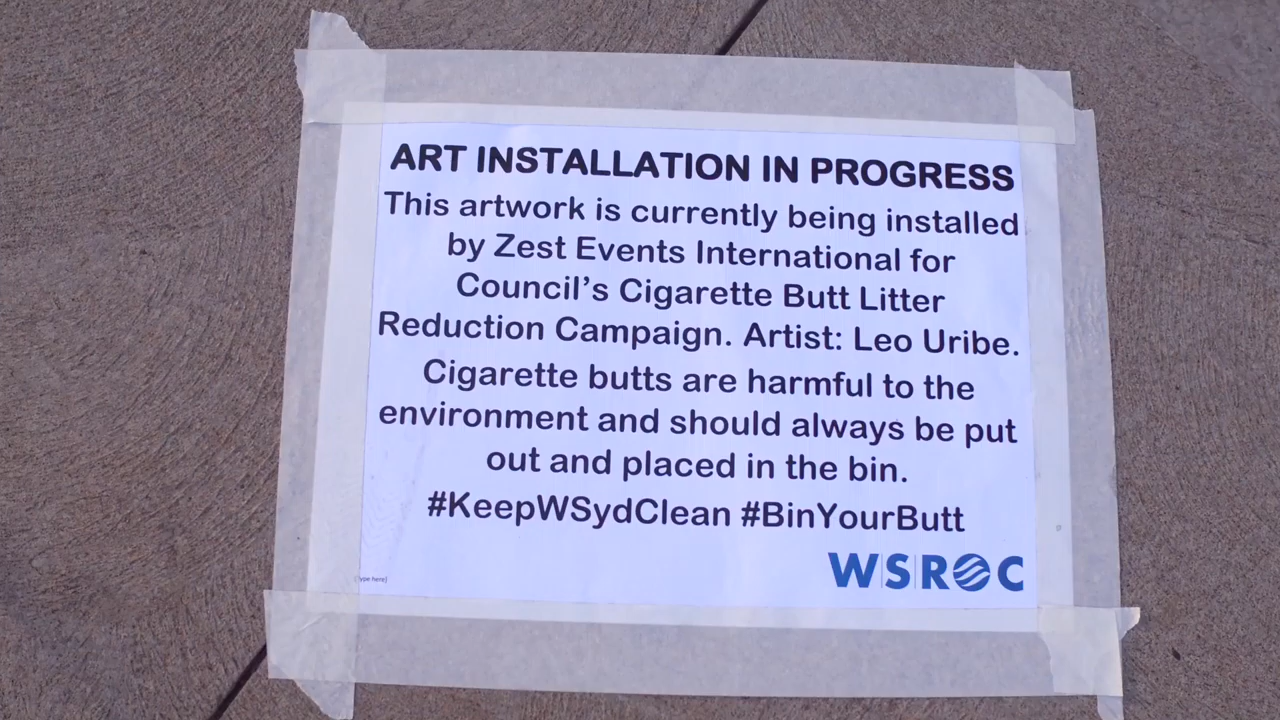 ART INSTALLATION IN PROGRESS
This artwork is currently being installed
by Zest Events International for
Council's Cigarette Butt Litter
Reduction Campaign. Artist: Leo Uribe.
Cigarette butts are harmful to the
environment and should always be put
out and placed in the bin.
#KeepWSydClean #BinYourButt
WSROC
[Type here]